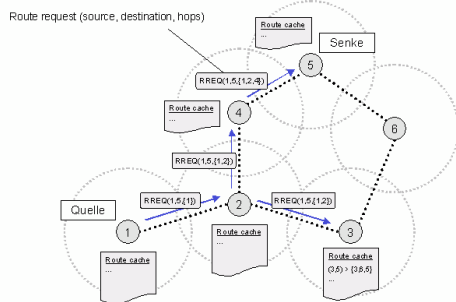 Route request (source, destination, hops)
Route cache
...
Senke
5
RREQ(1,5,{1,2,4})
Route cache
...
4
6
RREQ(1,5,{1,2})
RREQ(1,5,{1})
RREQ(1,5,{1,2})
Quelle
2
1
3
Route cache
...
Route cache
...
Route cache
(3,5) > {3,6,5}
...